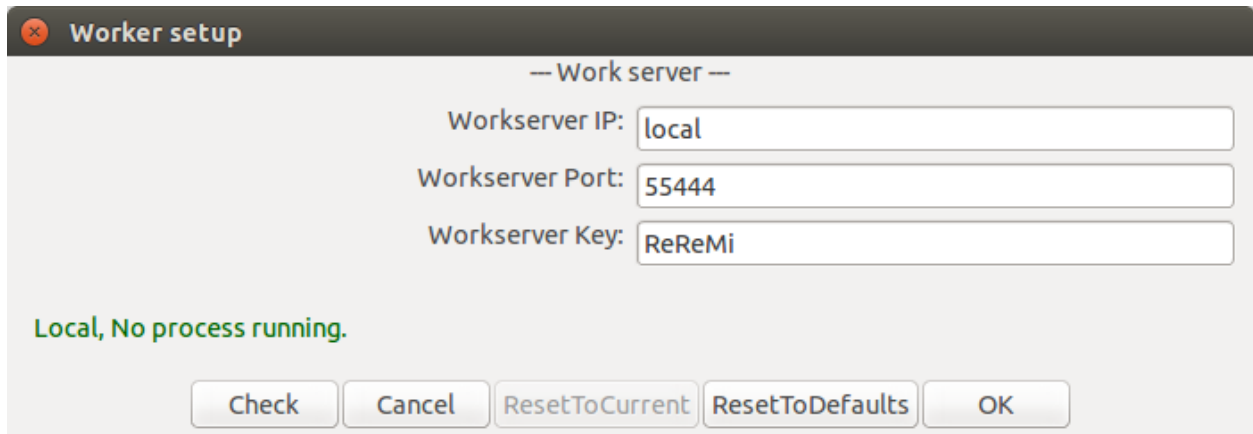 Worker setup
--- Work server ---
Workserver IP: local
Workserver Port: 55444
Workserver Key: ReReMi
Local, No process running.
Check Cancel ResetToCurrent ResetToDefaults OK